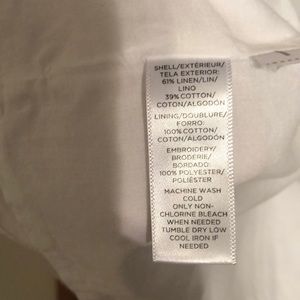 SHELL/EXTÉRIEUR/
TELA EXTERIOR:
61% LINEN/LIN/
LINO
39% COTTON/
COTON/ALGODÓN
LINING/DOUBLURE/
FORRO:
100% COTTON/
COTON/ALGODÓN
EMBROIDERY/
BRODERIE/
BORDADO:
100% POLYESTER/
POLIÉSTER
MACHINE WASH
COLD
ONLY NON-
CHLORINE BLEACH
WHEN NEEDED
TUMBLE DRY LOW
COOL IRON IF
NEEDED